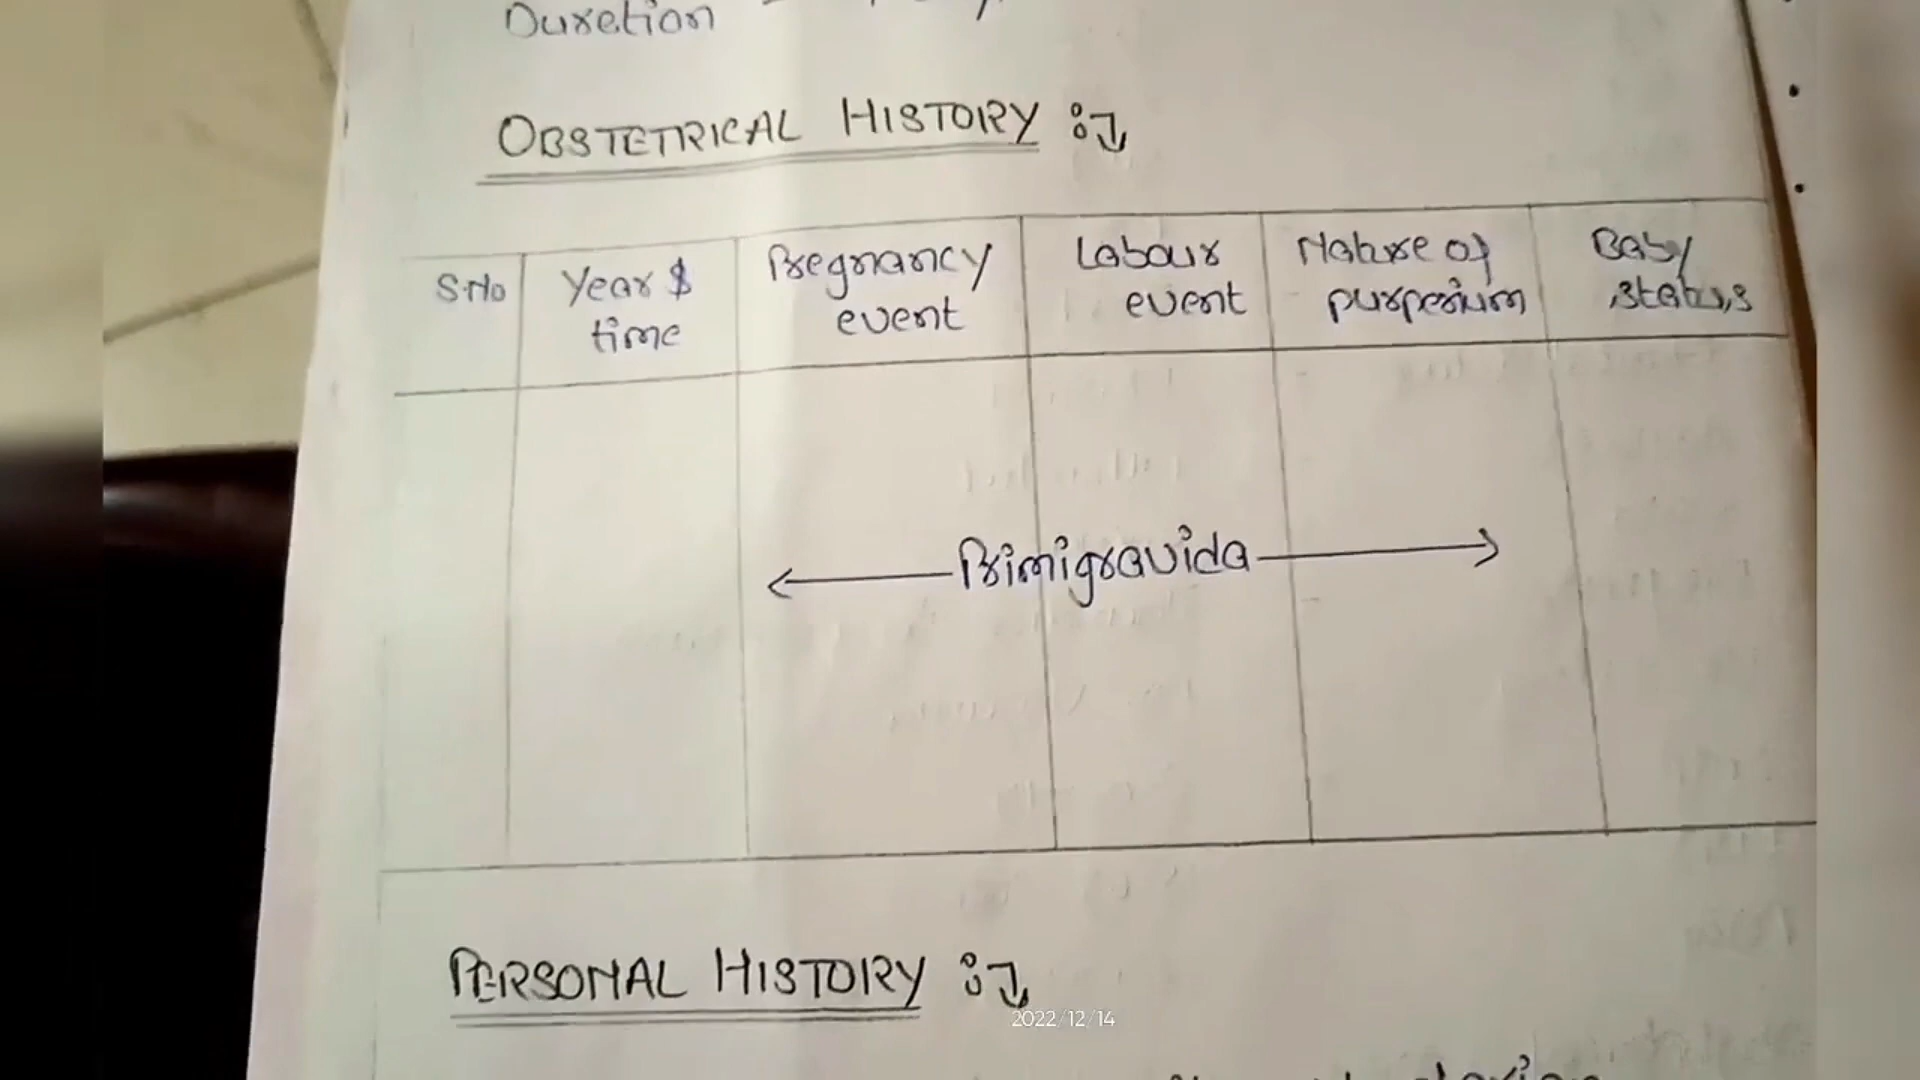 Duration
OBSTETRICAL HISTORY :
S.No
Year $
time
Pregnancy
event
Labour
event
Nature of
purperium
Baby
status
Primigravida
PERSONAL HISTORY :
2022/12/14